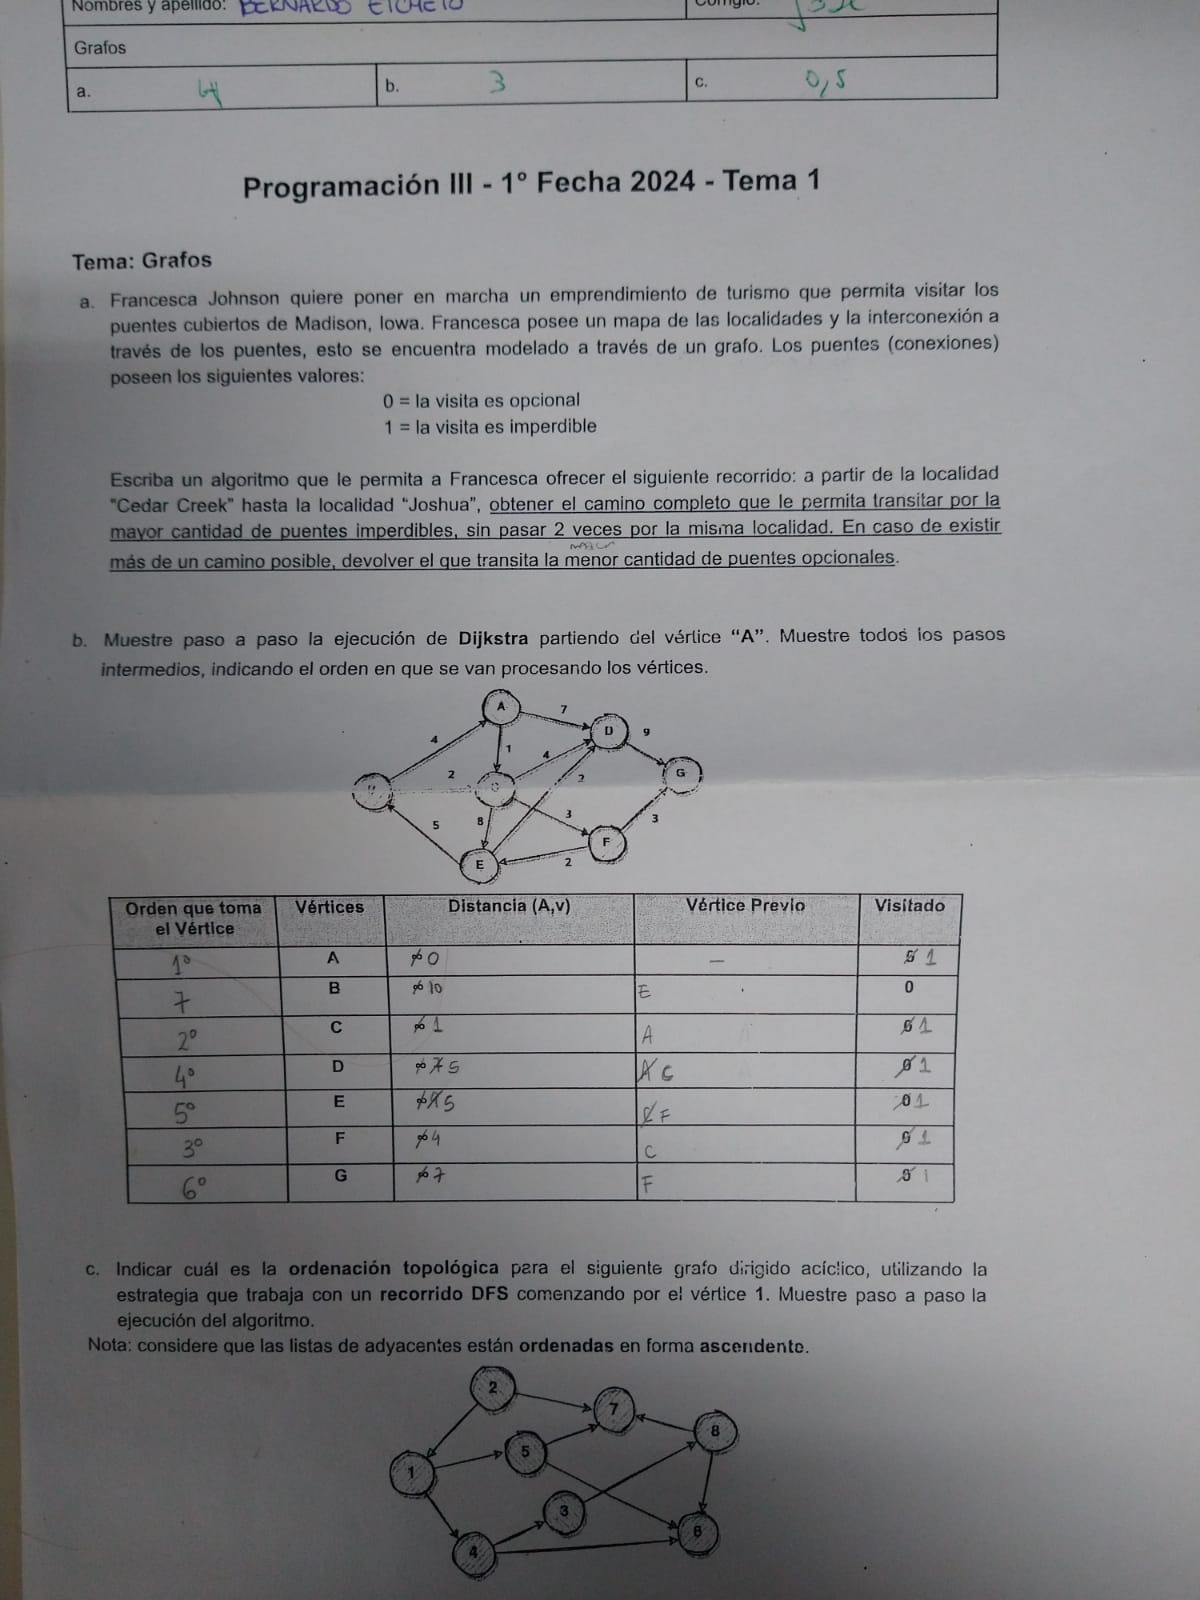 Nombres y apellido: BERNARDO ETCHETO
Corrigió: José
Grafos
a. 4 b. 3 c. 0,5
Programación III - 1° Fecha 2024 - Tema 1
Tema: Grafos
a. Francesca Johnson quiere poner en marcha un emprendimiento de turismo que permita visitar los
puentes cubiertos de Madison, Iowa. Francesca posee un mapa de las localidades y la interconexión a
través de los puentes, esto se encuentra modelado a través de un grafo. Los puentes (conexiones)
poseen los siguientes valores:
0 = la visita es opcional
1 = la visita es imperdible
Escriba un algoritmo que le permita a Francesca ofrecer el siguiente recorrido: a partir de la localidad
"Cedar Creek" hasta la localidad "Joshua", obtener el camino completo que le permita transitar por la
mayor cantidad de puentes imperdibles, sin pasar 2 veces por la misma localidad. En caso de existir
más de un camino posible, devolver el que transita la menor cantidad de puentes opcionales.
b. Muestre paso a paso la ejecución de Dijkstra partiendo del vértice "A". Muestre todos los pasos
intermedios, indicando el orden en que se van procesando los vértices.
A
7
D
9
4
1
4
2
2
G
C
5
8
3
3
F
E
2
Orden que toma el Vértice Vértices Distancia (A,v) Vértice Previo Visitado
1° A ∞ 0 — 0 1
7 B ∞ 10 E 0
2° C ∞ 1 A 0 1
4° D ∞ 7 5 A C 0 1
5° E ∞ 5 C F 0 1
3° F ∞ 4 C 0 1
6° G ∞ 7 F 0 1
c. Indicar cuál es la ordenación topológica para el siguiente grafo dirigido acíclico, utilizando la
estrategia que trabaja con un recorrido DFS comenzando por el vértice 1. Muestre paso a paso la
ejecución del algoritmo.
Nota: considere que las listas de adyacentes están ordenadas en forma ascendente.
2
7
8
5
1
3
6
4